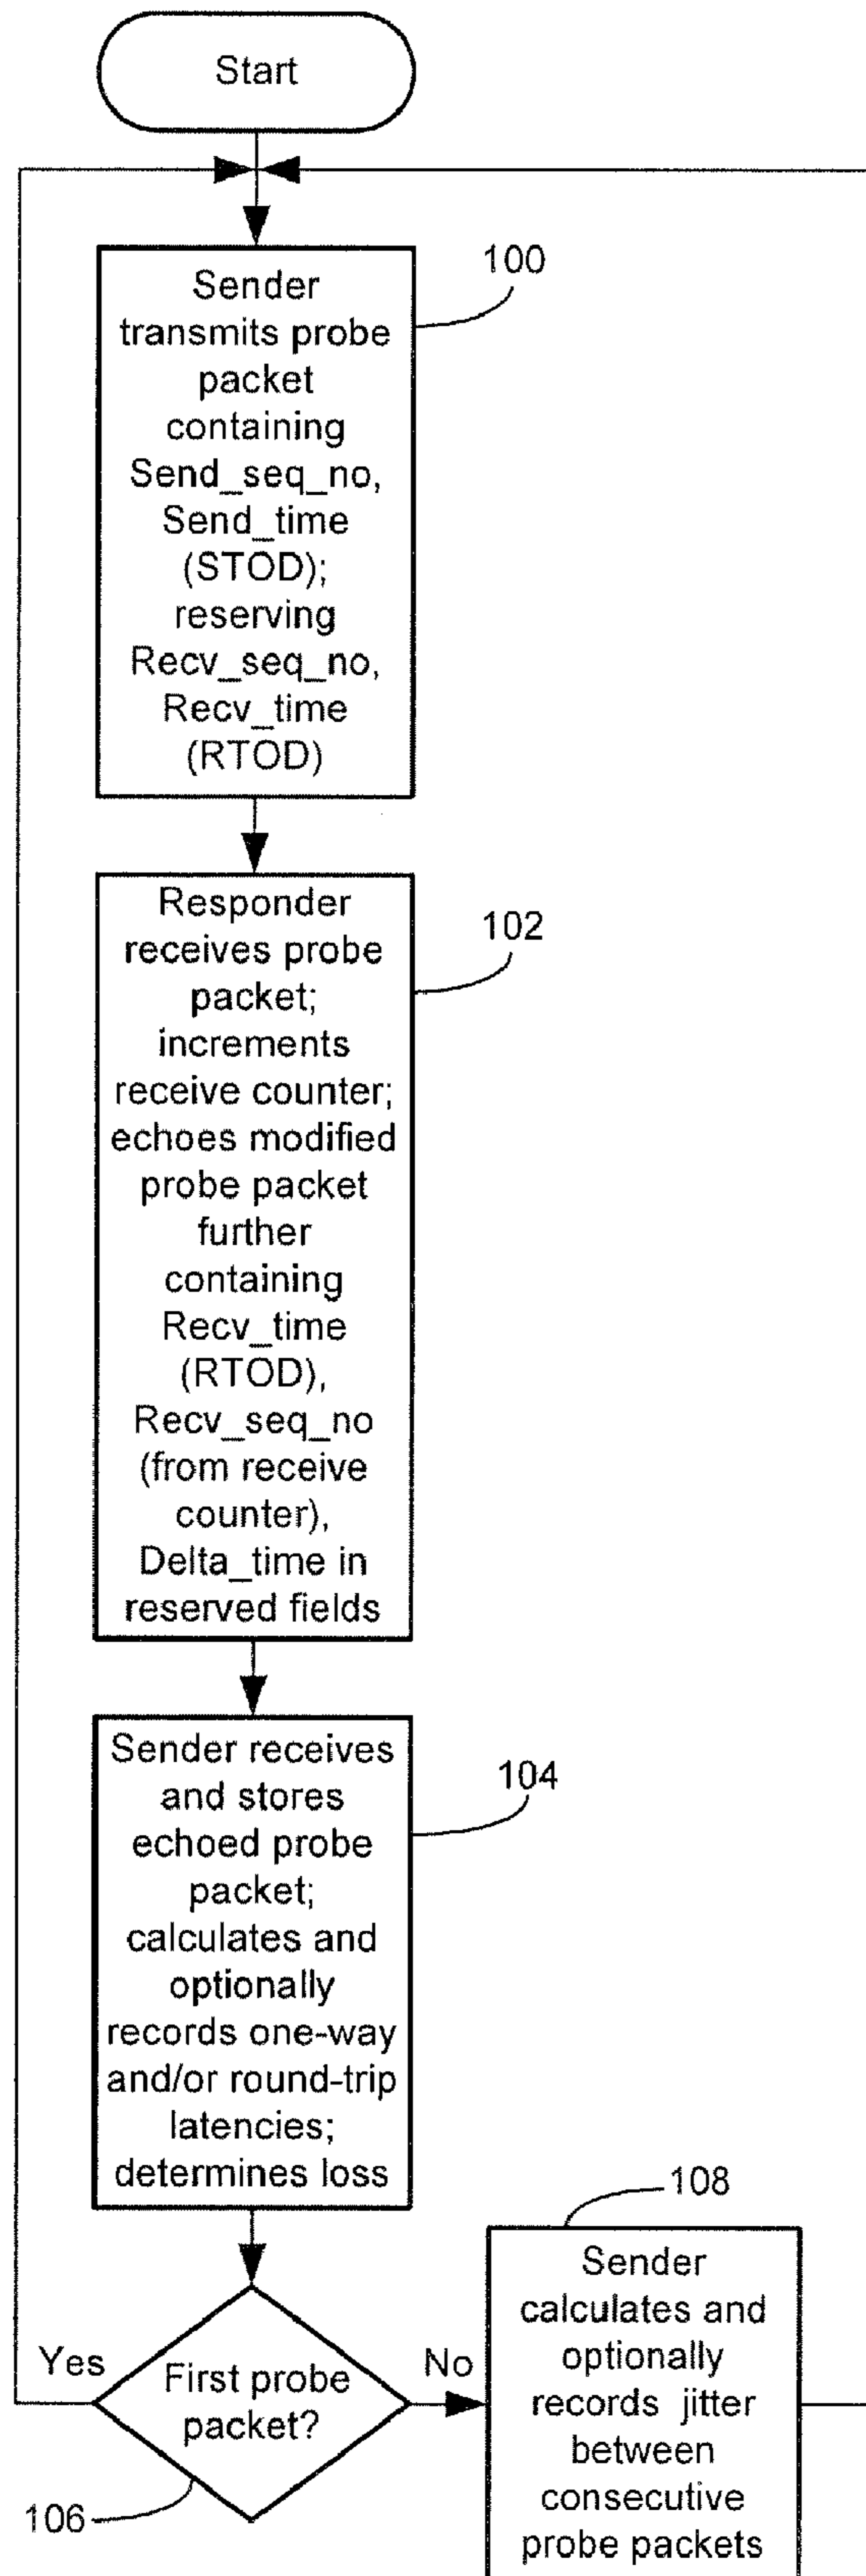 Start
100
Sender
transmits probe
packet
containing
Send_seq_no,
Send_time
(STOD);
reserving
Recv_seq_no,
Recv_time
(RTOD)
102
Responder
receives probe
packet;
increments
receive counter;
echoes modified
probe packet
further
containing
Recv_time
(RTOD),
Recv_seq_no
(from receive
counter),
Delta_time in
reserved fields
104
Sender receives
and stores
echoed probe
packet;
calculates and
optionally
records one-way
and/or round-trip
latencies;
determines loss
106
First probe
packet?
Yes
No
108
Sender
calculates and
optionally
records jitter
between
consecutive
probe packets